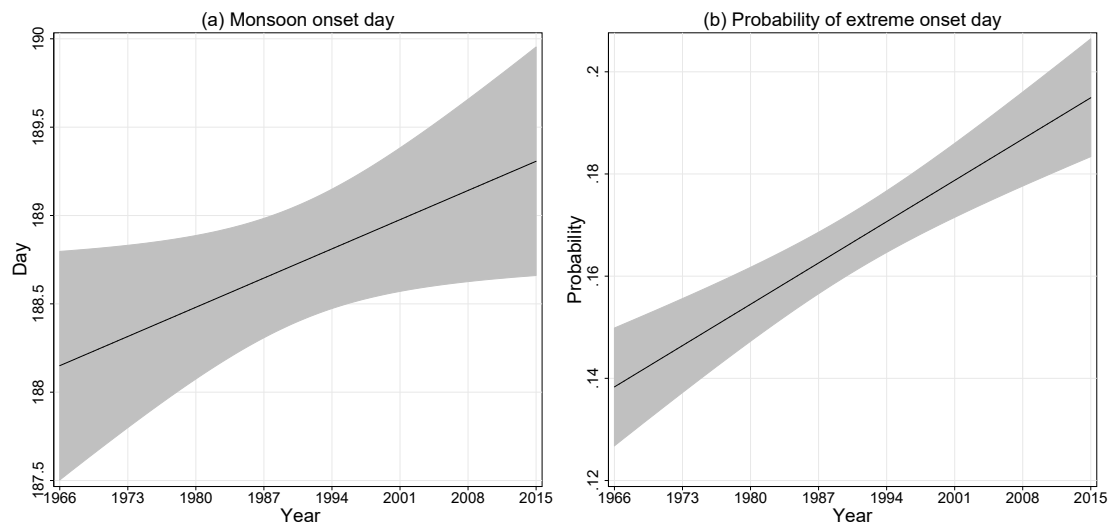 (a) Monsoon onset day
190
189.5
189
188.5
188
187.5
Day
1966 1973 1980 1987 1994 2001 2008 2015
Year
(b) Probability of extreme onset day
.2
.18
.16
.14
.12
Probability
1966 1973 1980 1987 1994 2001 2008 2015
Year